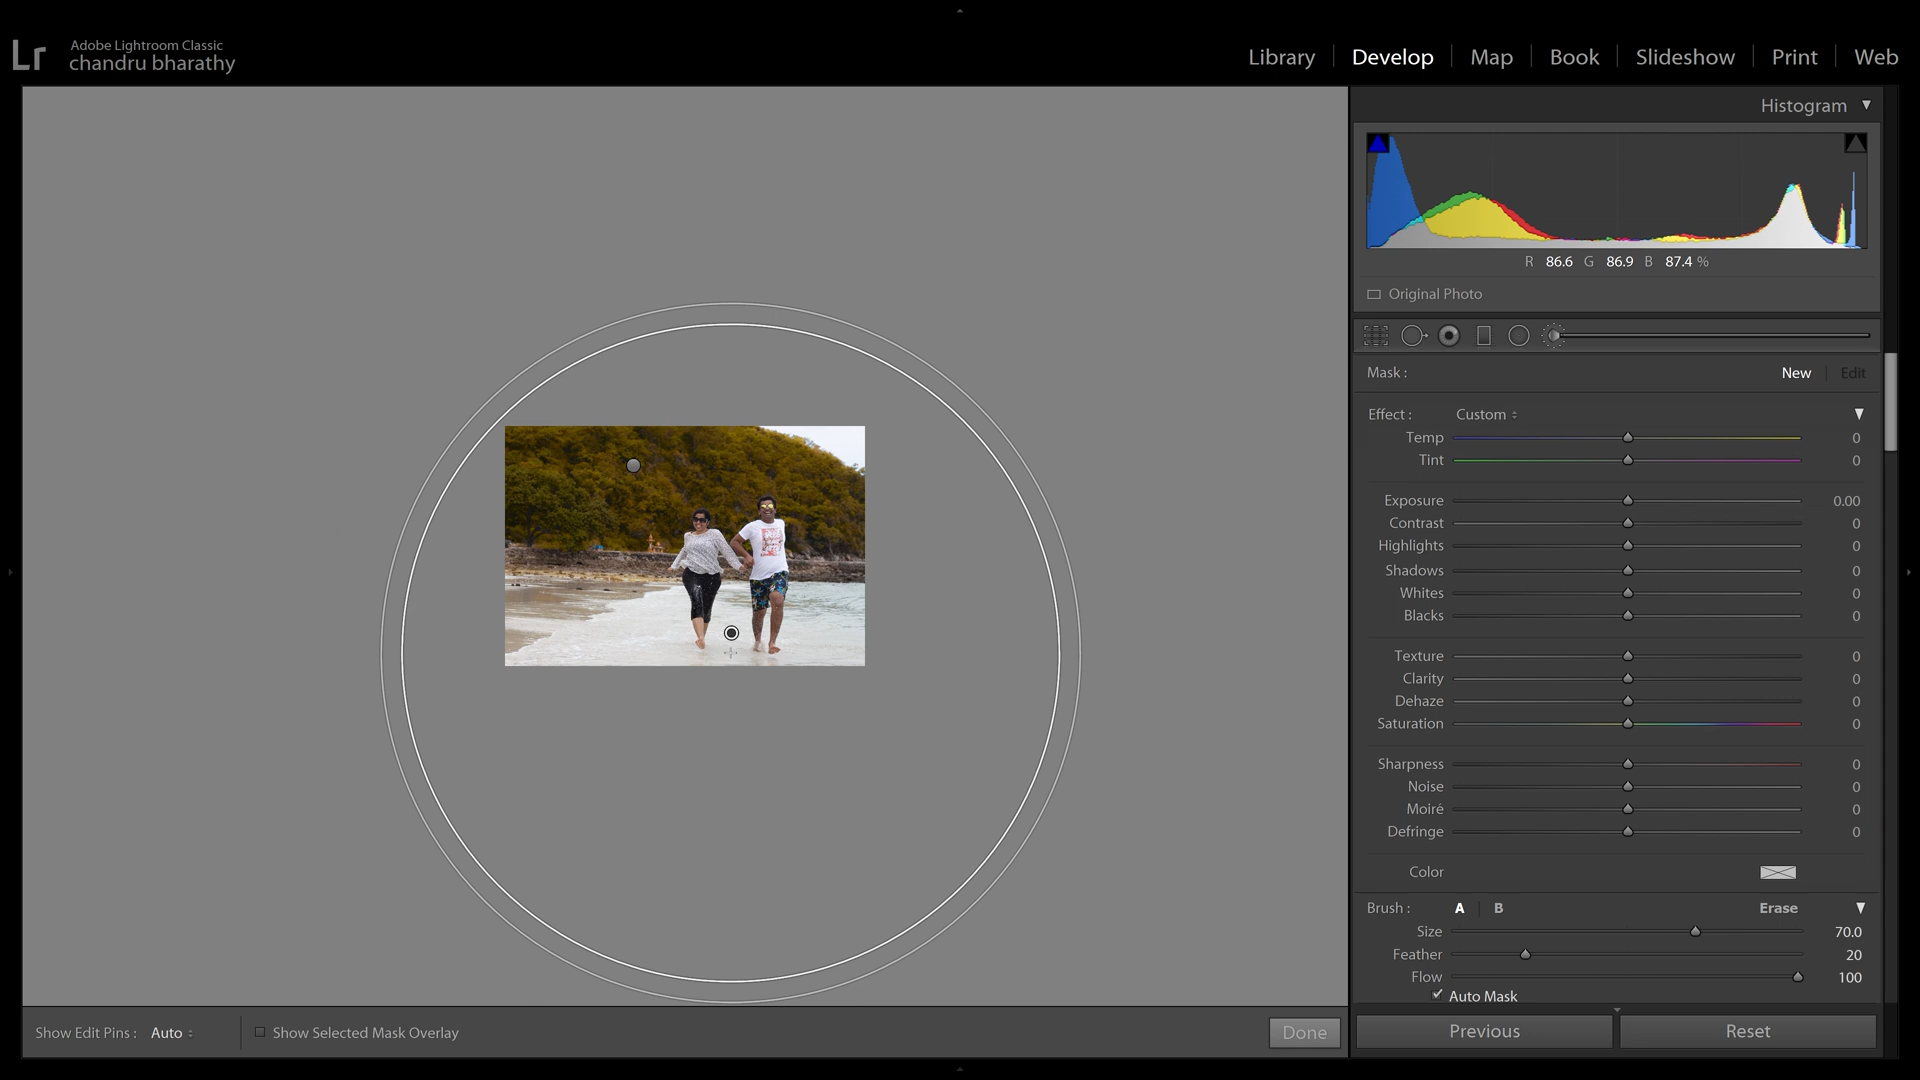 Lr
Adobe Lightroom Classic
chandru bharathy
Library
Develop
Map
Book
Slideshow
Print
Web
Histogram
R 86.6 G 86.9 B 87.4 %
Original Photo
Mask : New Edit
Effect : Custom
Temp 0
Tint 0
Exposure 0.00
Contrast 0
Highlights 0
Shadows 0
Whites 0
Blacks 0
Texture 0
Clarity 0
Dehaze 0
Saturation 0
Sharpness 0
Noise 0
Moiré 0
Defringe 0
Color
Brush : A B Erase
Size 70.0
Feather 20
Flow 100
Auto Mask
Show Edit Pins : Auto
Show Selected Mask Overlay
Done
Previous
Reset